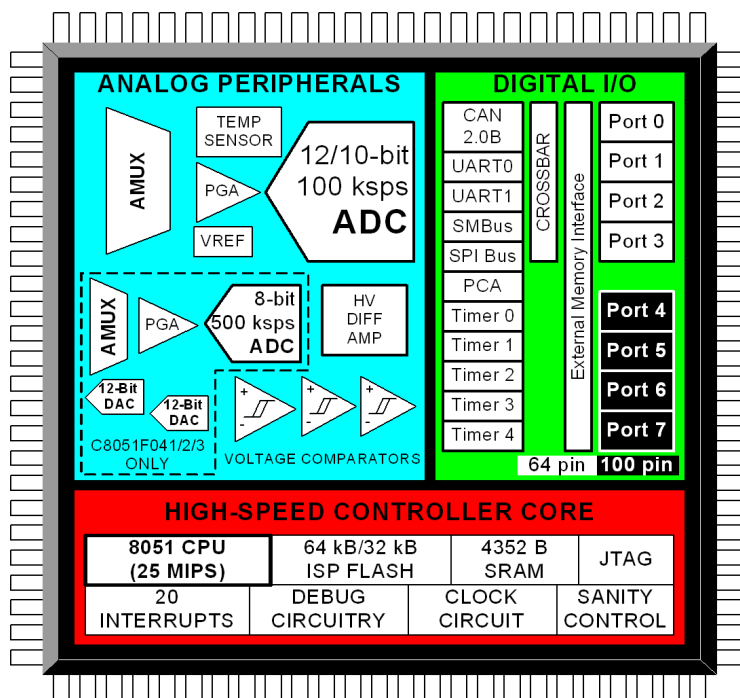 ANALOG PERIPHERALS
AMUX
TEMP
SENSOR
PGA
VREF
12/10-bit
100 ksps
ADC
AMUX
PGA
8-bit
500 ksps
ADC
HV
DIFF
AMP
12-Bit
DAC
12-Bit
DAC
+
-
+
-
+
-
C8051F041/2/3
ONLY
VOLTAGE COMPARATORS
DIGITAL I/O
CAN
2.0B
UART0
UART1
SMBus
SPI Bus
PCA
Timer 0
Timer 1
Timer 2
Timer 3
Timer 4
CROSSBAR
External Memory Interface
Port 0
Port 1
Port 2
Port 3
Port 4
Port 5
Port 6
Port 7
64 pin
100 pin
HIGH-SPEED CONTROLLER CORE
8051 CPU
(25 MIPS)
64 kB/32 kB
ISP FLASH
4352 B
SRAM
JTAG
20
INTERRUPTS
DEBUG
CIRCUITRY
CLOCK
CIRCUIT
SANITY
CONTROL